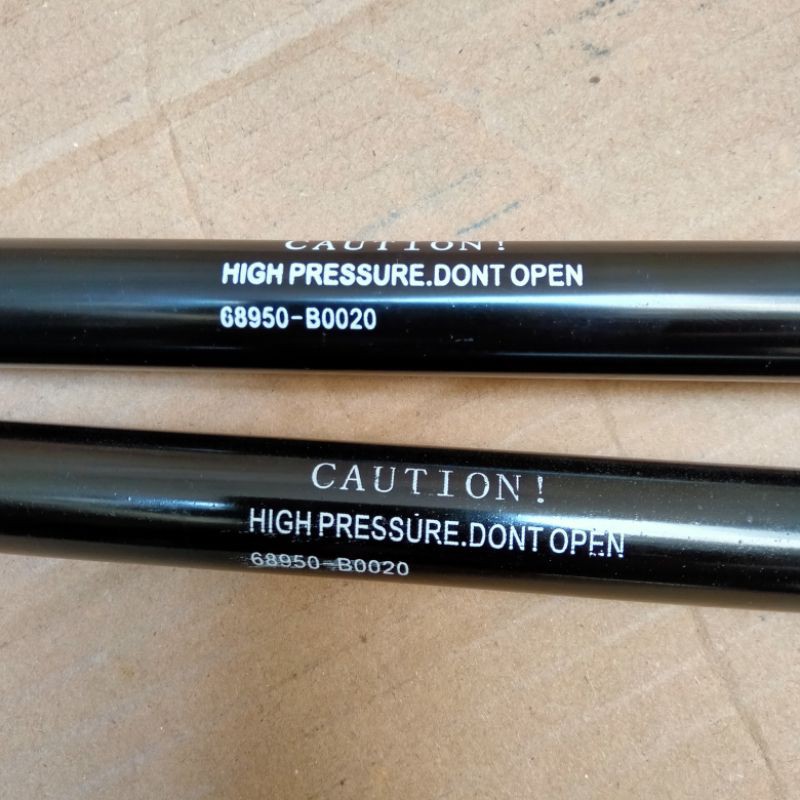 CAUTION!
HIGH PRESSURE.DONT OPEN
68950-B0020
CAUTION!
HIGH PRESSURE.DONT OPEN
68950-B0020